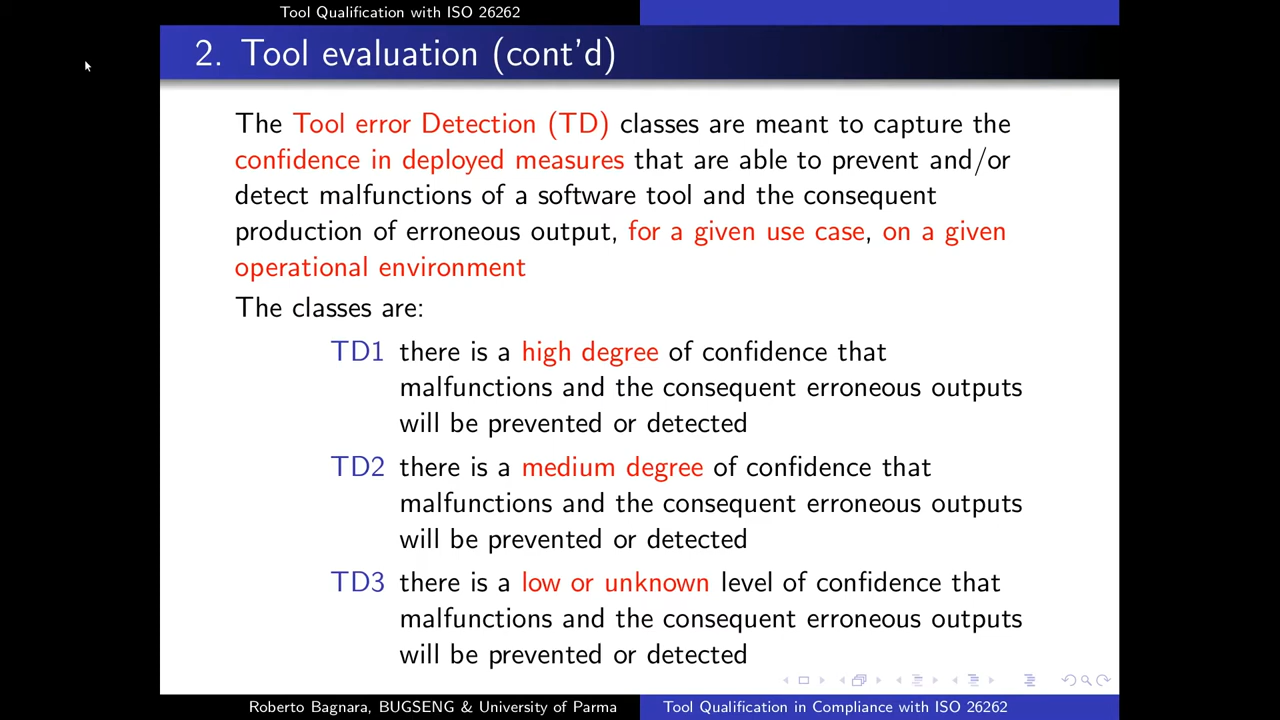 Tool Qualification with ISO 26262
2. Tool evaluation (cont'd)
The Tool error Detection (TD) classes are meant to capture the
confidence in deployed measures that are able to prevent and/or
detect malfunctions of a software tool and the consequent
production of erroneous output, for a given use case, on a given
operational environment
The classes are:
TD1 there is a high degree of confidence that
malfunctions and the consequent erroneous outputs
will be prevented or detected
TD2 there is a medium degree of confidence that
malfunctions and the consequent erroneous outputs
will be prevented or detected
TD3 there is a low or unknown level of confidence that
malfunctions and the consequent erroneous outputs
will be prevented or detected
Roberto Bagnara, BUGSENG & University of Parma
Tool Qualification in Compliance with ISO 26262